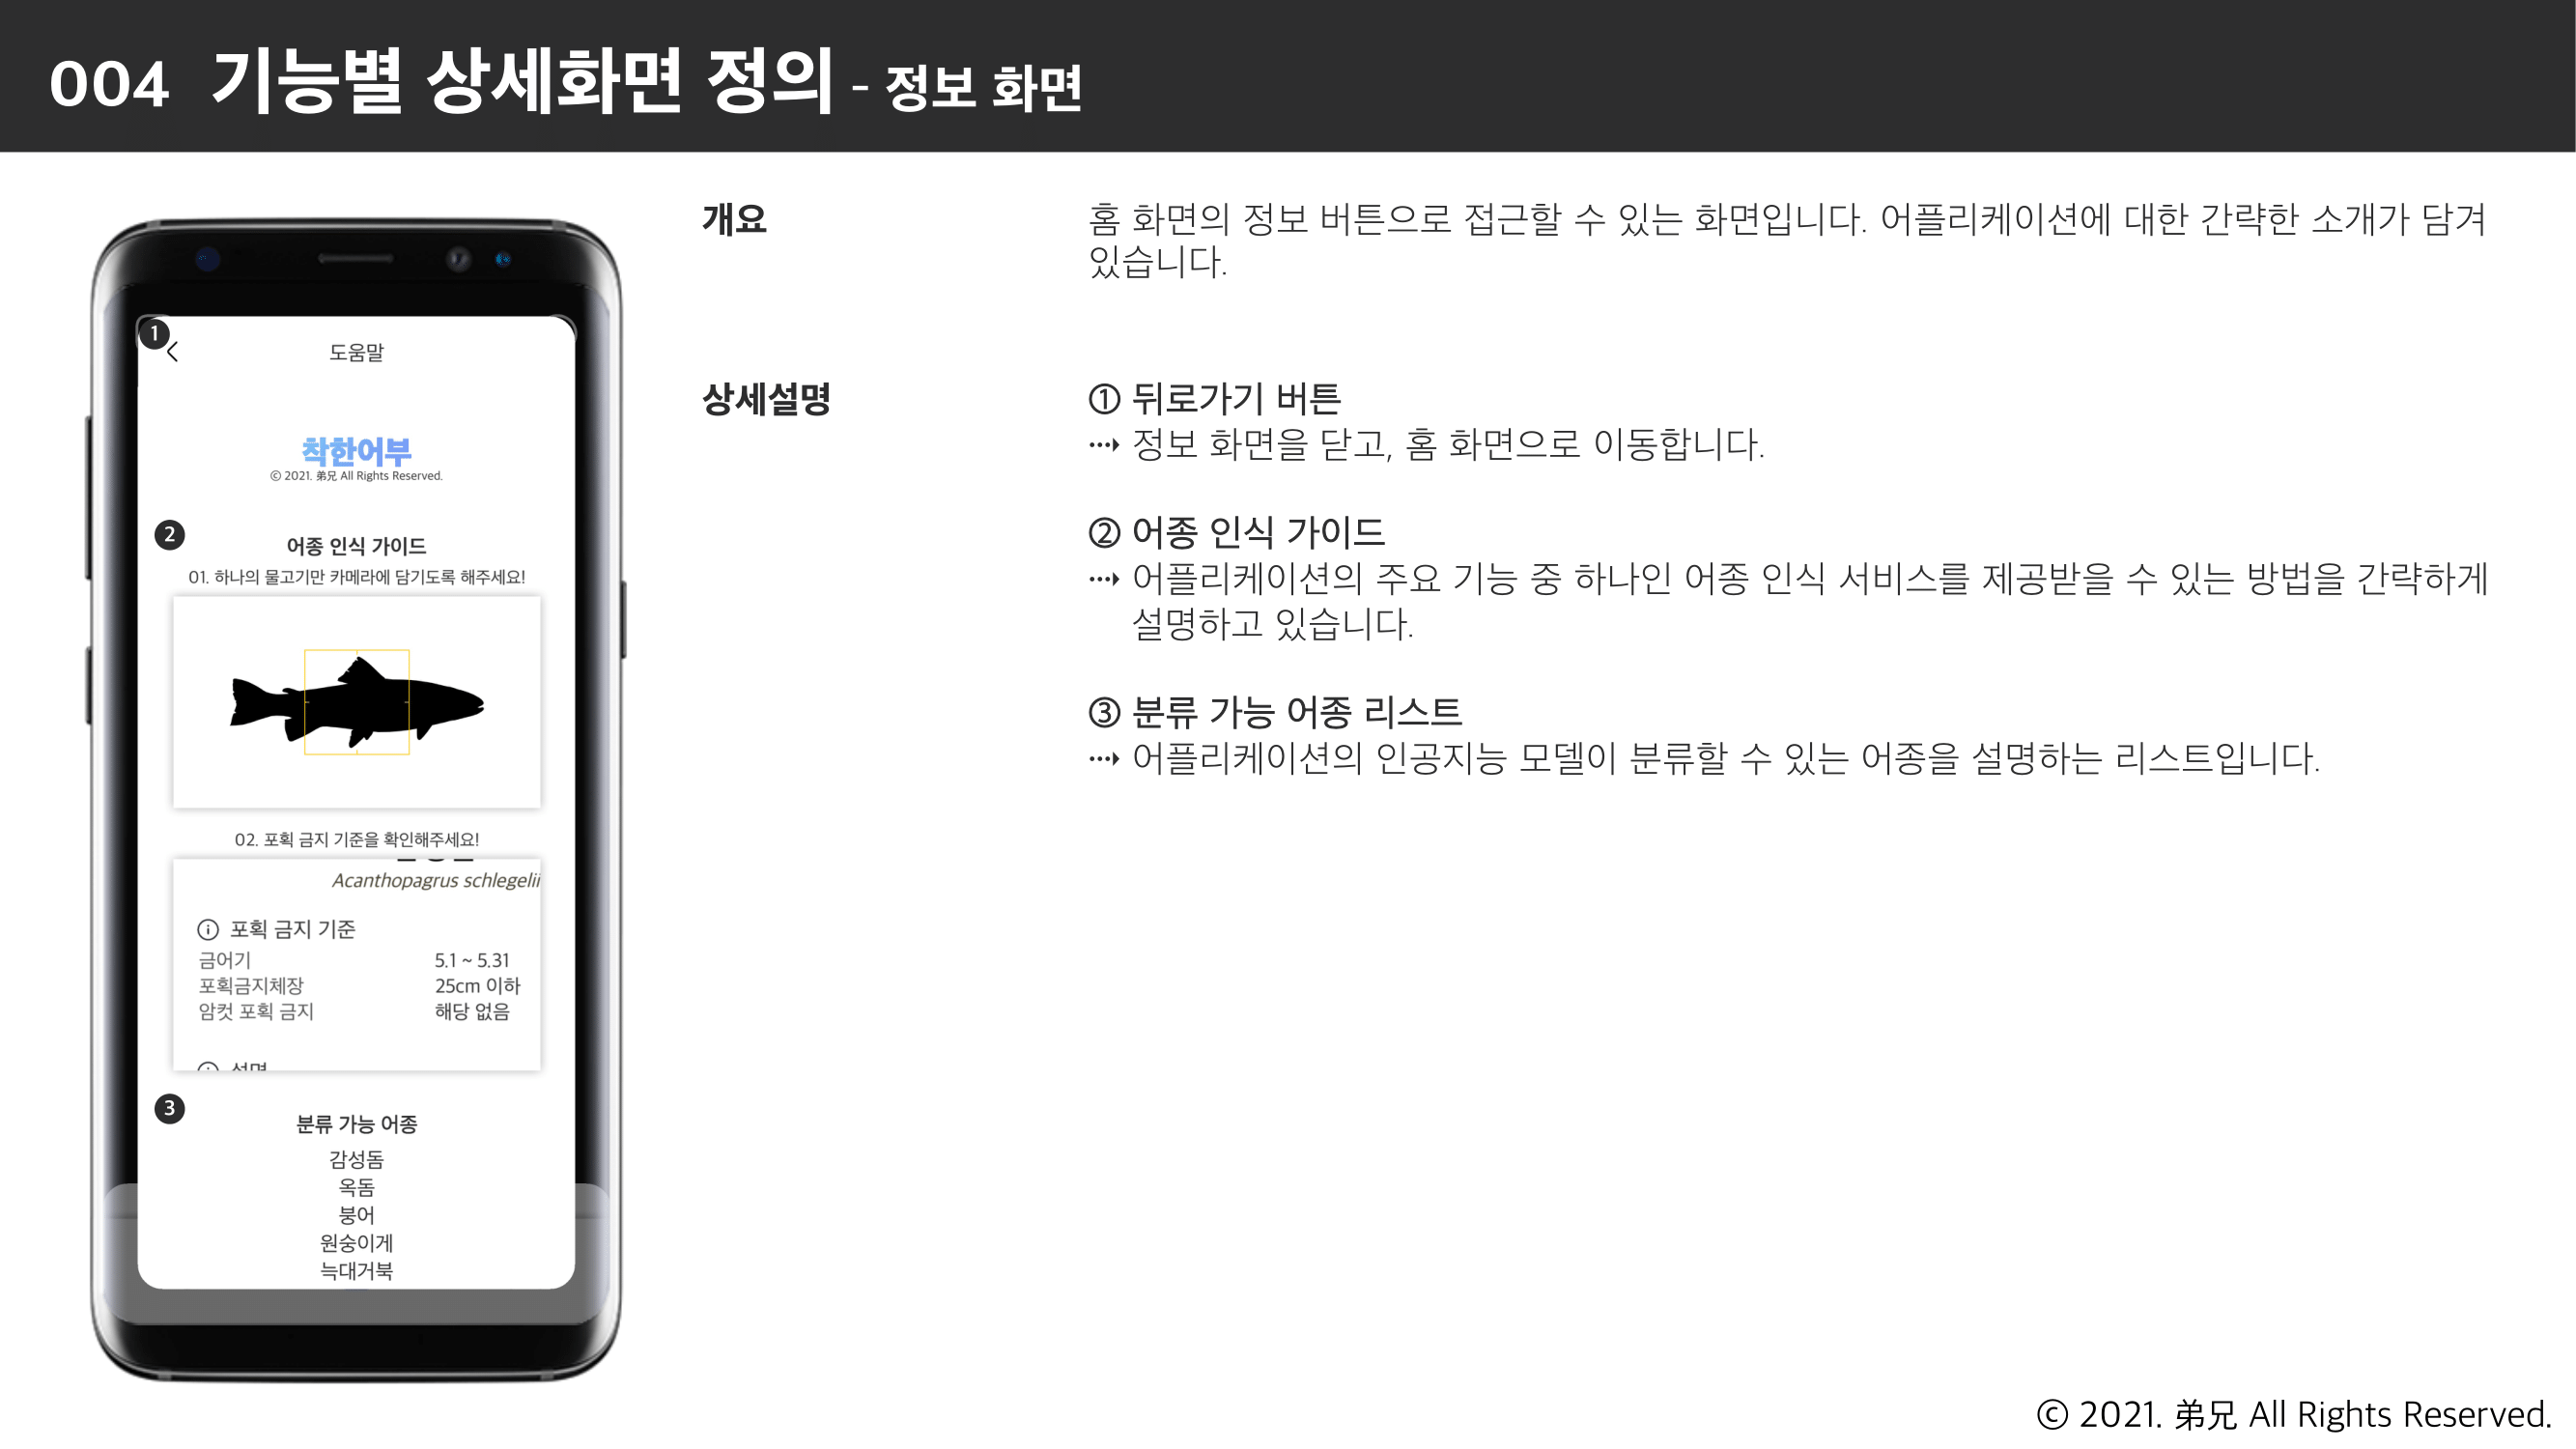 004 기능별 상세화면 정의 - 정보 화면
1
도움말
착한어부
© 2021. 弟兄 All Rights Reserved.
2
어종 인식 가이드
01. 하나의 물고기만 카메라에 담기도록 해주세요!
02. 포획 금지 기준을 확인해주세요!
Acanthopagrus schlegelii
포획 금지 기준
금어기 5.1 ~ 5.31
포획금지체장 25cm 이하
암컷 포획 금지 해당 없음
설명
3
분류 가능 어종
감성돔
옥돔
붕어
원숭이게
늑대거북
개요
홈 화면의 정보 버튼으로 접근할 수 있는 화면입니다. 어플리케이션에 대한 간략한 소개가 담겨
있습니다.
상세설명
① 뒤로가기 버튼
⤑ 정보 화면을 닫고, 홈 화면으로 이동합니다.
② 어종 인식 가이드
⤑ 어플리케이션의 주요 기능 중 하나인 어종 인식 서비스를 제공받을 수 있는 방법을 간략하게
설명하고 있습니다.
③ 분류 가능 어종 리스트
⤑ 어플리케이션의 인공지능 모델이 분류할 수 있는 어종을 설명하는 리스트입니다.
© 2021. 弟兄 All Rights Reserved.